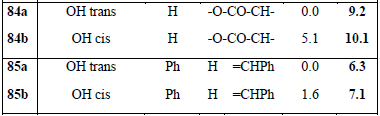 84a OH trans H -O-CO-CH- 0.0 9.2
84b OH cis H -O-CO-CH- 5.1 10.1
85a OH trans Ph H =CHPh 0.0 6.3
85b OH cis Ph H =CHPh 1.6 7.1